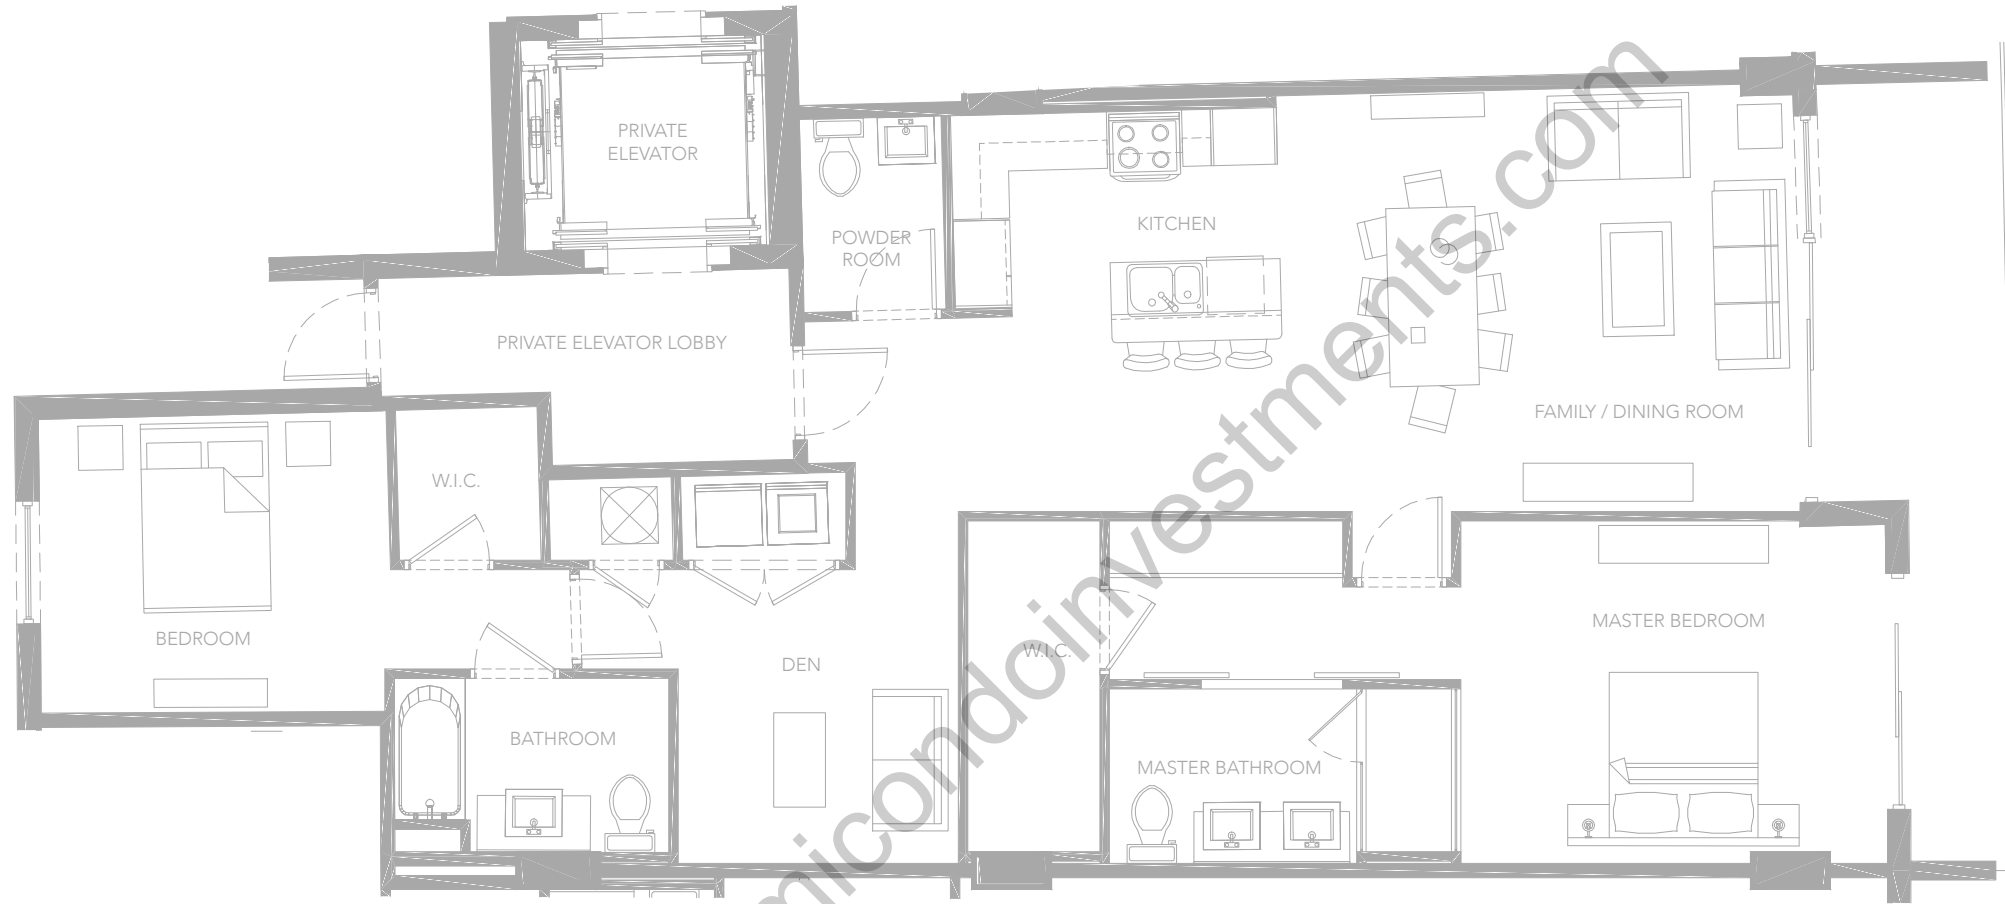 PRIVATE
ELEVATOR
POWDER
ROOM
KITCHEN
PRIVATE ELEVATOR LOBBY
FAMILY / DINING ROOM
W.I.C.
BEDROOM
DEN
W.I.C.
MASTER BEDROOM
BATHROOM
MASTER BATHROOM
micondoinvestments.com